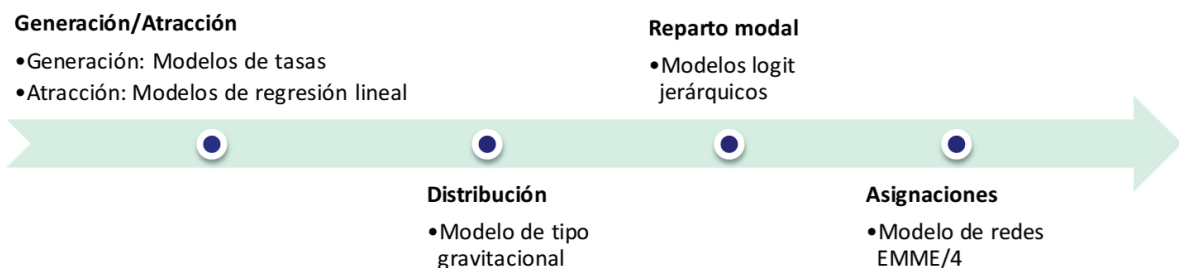 Generación/Atracción
•Generación: Modelos de tasas
•Atracción: Modelos de regresión lineal
Distribución
•Modelo de tipo
gravitacional
Reparto modal
•Modelos logit
jerárquicos
Asignaciones
•Modelo de redes
EMME/4